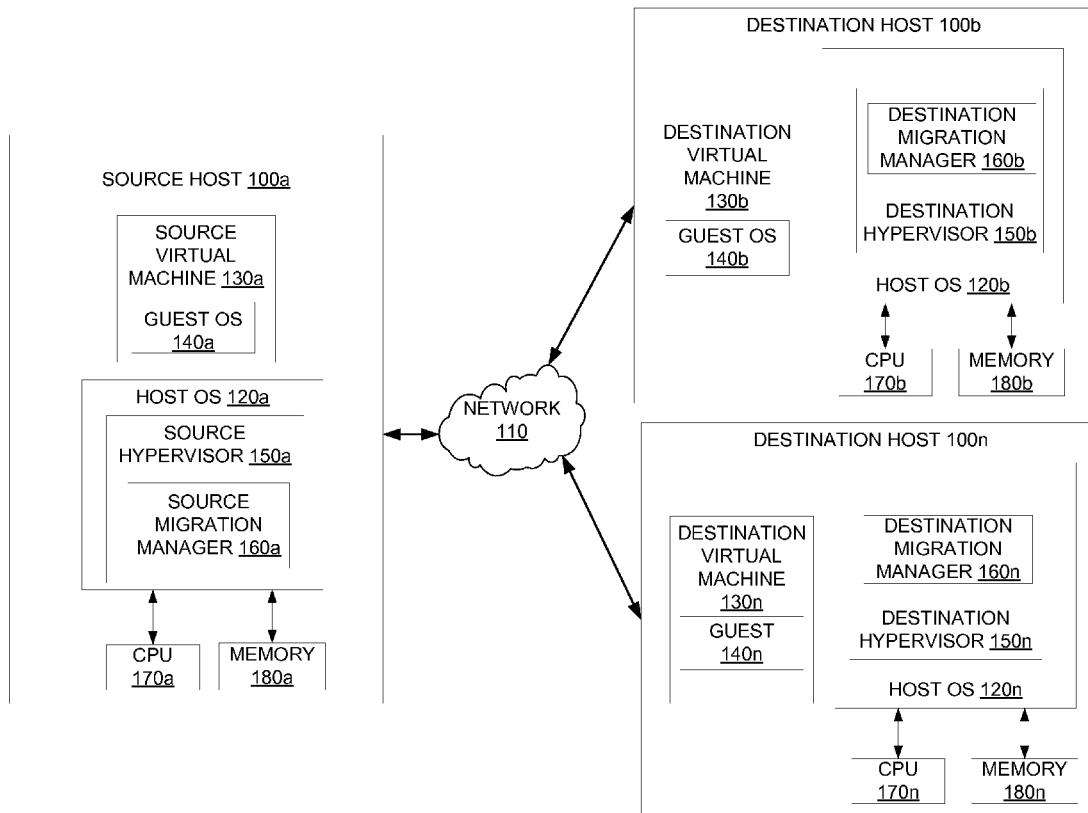 SOURCE HOST 100a
SOURCE
VIRTUAL
MACHINE 130a
GUEST OS
140a
HOST OS 120a
SOURCE
HYPERVISOR 150a
SOURCE
MIGRATION
MANAGER 160a
CPU
170a
MEMORY
180a
NETWORK
110
DESTINATION HOST 100b
DESTINATION
VIRTUAL
MACHINE
130b
GUEST OS
140b
DESTINATION
MIGRATION
MANAGER 160b
DESTINATION
HYPERVISOR 150b
HOST OS 120b
CPU
170b
MEMORY
180b
DESTINATION HOST 100n
DESTINATION
VIRTUAL
MACHINE
130n
GUEST
140n
DESTINATION
MIGRATION
MANAGER 160n
DESTINATION
HYPERVISOR 150n
HOST OS 120n
CPU
170n
MEMORY
180n